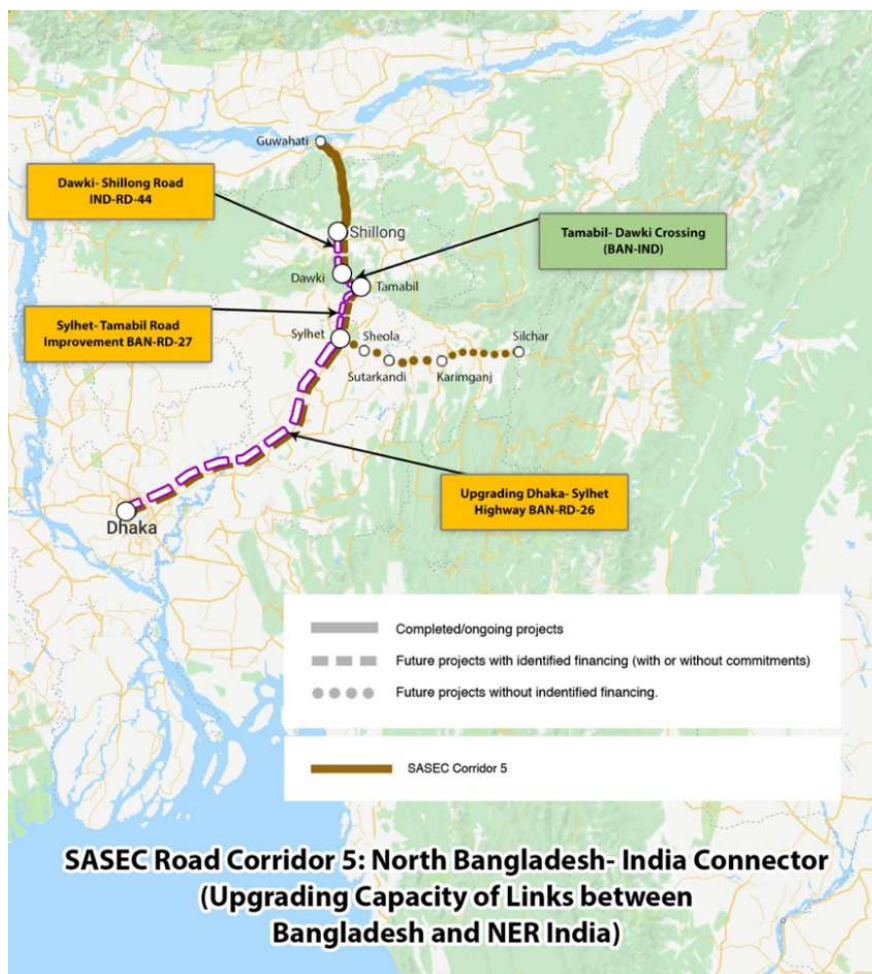 Guwahati
Dawki- Shillong Road
IND-RD-44
Shillong
Tamabil- Dawki Crossing
(BAN-IND)
Dawki
Tamabil
Sylhet- Tamabil Road
Improvement BAN-RD-27
Sylhet
Sheola
Silchar
Sutarkandi
Karimganj
Upgrading Dhaka- Sylhet
Highway BAN-RD-26
Dhaka
Completed/ongoing projects
Future projects with identified financing (with or without commitments)
Future projects without indentified financing.
SASEC Corridor 5
SASEC Road Corridor 5: North Bangladesh- India Connector
(Upgrading Capacity of Links between
Bangladesh and NER India)